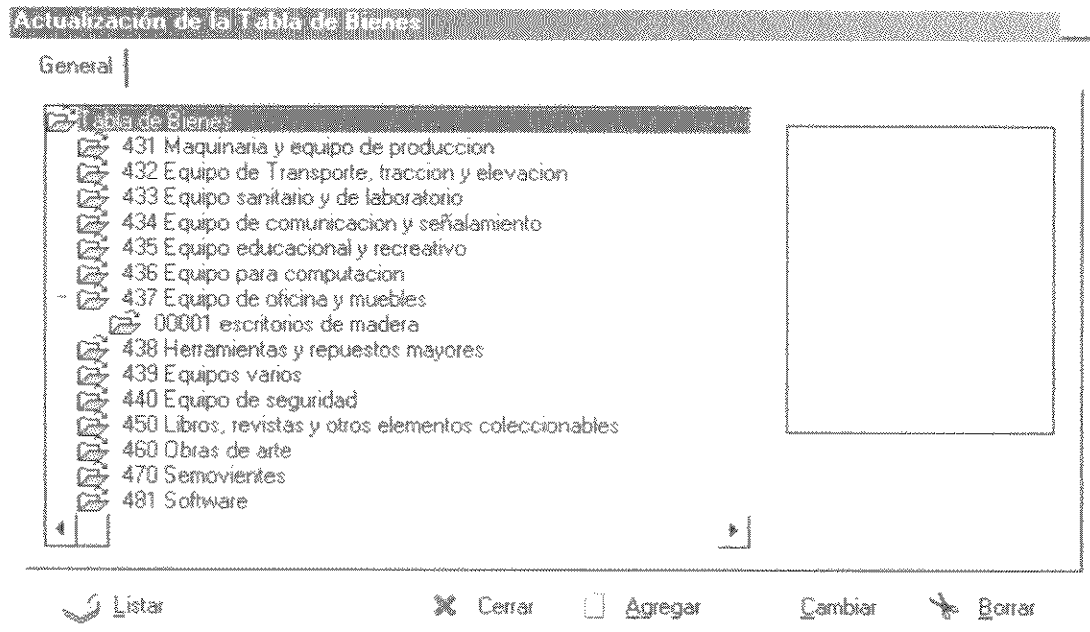 Actualización de la Tabla de Bienes
General
Tabla de Bienes
431 Maquinaria y equipo de produccion
432 Equipo de Transporte, traccion y elevacion
433 Equipo sanitario y de laboratorio
434 Equipo de comunicacion y señalamiento
435 Equipo educacional y recreativo
436 Equipo para computacion
437 Equipo de oficina y muebles
00001 escritorios de madera
438 Herramientas y repuestos mayores
439 Equipos varios
440 Equipo de seguridad
450 Libros, revistas y otros elementos coleccionables
460 Obras de arte
470 Semovientes
481 Software
Listar Cerrar Agregar Cambiar Borrar